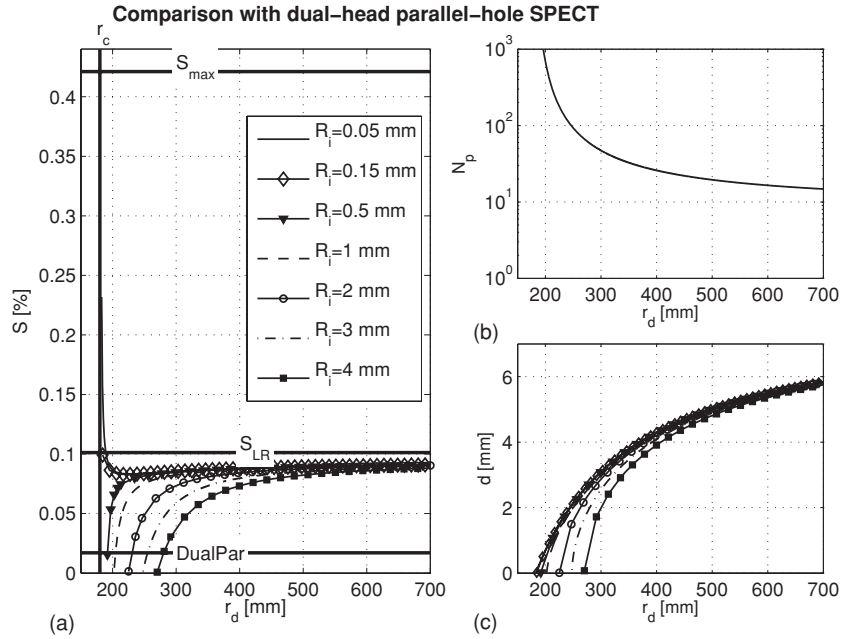 Comparison with dual-head parallel-hole SPECT
r_c
S_max
R_i=0.05 mm
R_i=0.15 mm
R_i=0.5 mm
R_i=1 mm
R_i=2 mm
R_i=3 mm
R_i=4 mm
S_LR
DualPar
S [%]
0.4
0.35
0.3
0.25
0.2
0.15
0.1
0.05
0
200 300 400 500 600 700
r_d [mm]
(a)
N_p
10^3
10^2
10^1
10^0
200 300 400 500 600 700
r_d [mm]
(b)
d [mm]
6
4
2
0
200 300 400 500 600 700
r_d [mm]
(c)